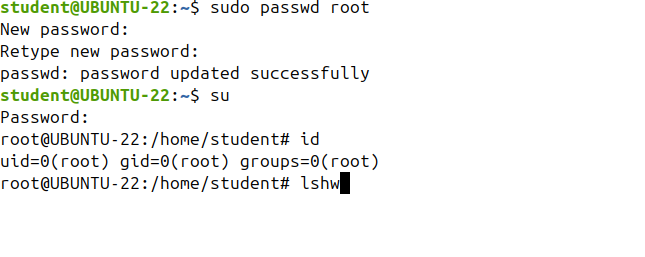 student@UBUNTU-22:~$ sudo passwd root
New password:
Retype new password:
passwd: password updated successfully
student@UBUNTU-22:~$ su
Password:
root@UBUNTU-22:/home/student# id
uid=0(root) gid=0(root) groups=0(root)
root@UBUNTU-22:/home/student# lshw